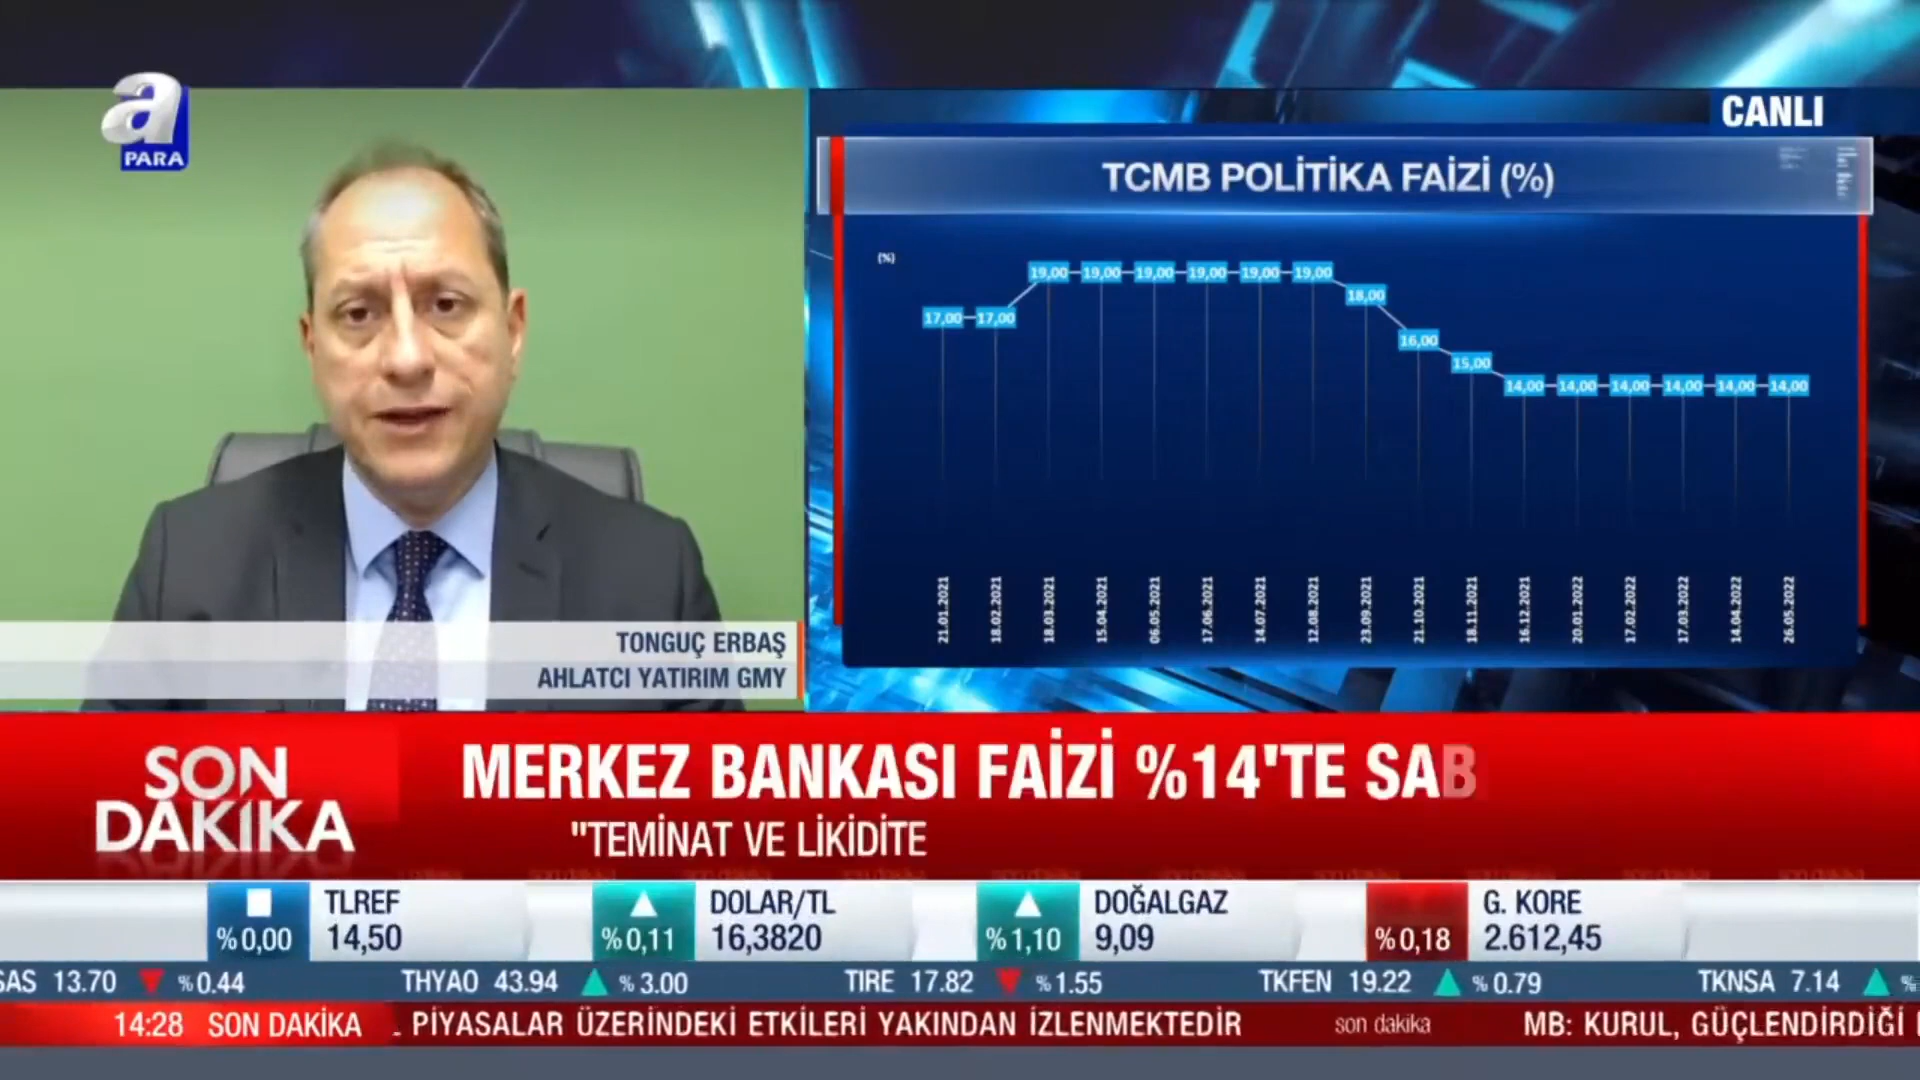 a
PARA
CANLI
TCMB POLİTİKA FAİZİ (%)
(%)
17,00 17,00 19,00 19,00 19,00 19,00 19,00 19,00 18,00 16,00 15,00 14,00 14,00 14,00 14,00 14,00 14,00
21.01.2021 18.02.2021 18.03.2021 15.04.2021 06.05.2021 17.06.2021 14.07.2021 12.08.2021 23.09.2021 21.10.2021 18.11.2021 16.12.2021 20.01.2022 17.02.2022 17.03.2022 14.04.2022 26.05.2022
TONGUÇ ERBAŞ
AHLATCI YATIRIM GMY
SON
DAKİKA
MERKEZ BANKASI FAİZİ %14'TE SAB
"TEMİNAT VE LİKİDİTE
%0,00 TLREF 14,50
%0,11 DOLAR/TL 16,3820
%1,10 DOĞALGAZ 9,09
%0,18 G. KORE 2.612,45
SAS 13.70 %0.44 THYAO 43.94 %3.00 TIRE 17.82 %1.55 TKFEN 19.22 %0.79 TKNSA 7.14 %
14:28 SON DAKİKA . PİYASALAR ÜZERİNDEKİ ETKİLERİ YAKINDAN İZLENMEKTEDİR son dakika MB: KURUL, GÜÇLENDİRDİĞİ